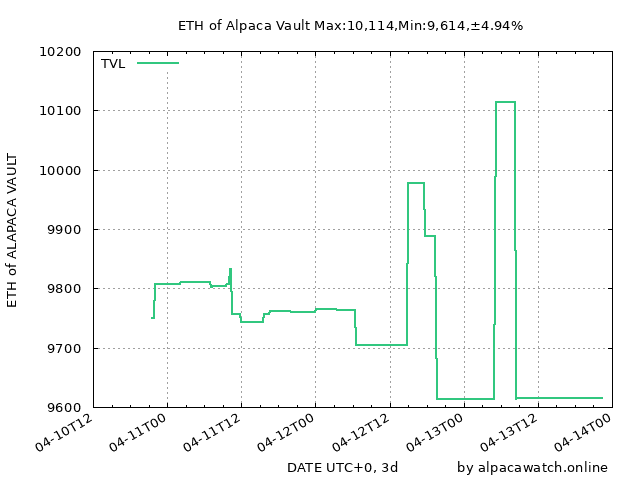 ETH of Alpaca Vault Max:10,114,Min:9,614,±4.94%
TVL
10200
10100
10000
9900
9800
9700
9600
ETH of ALAPACA VAULT
04-10T12
04-11T00
04-11T12
04-12T00
04-12T12
04-13T00
04-13T12
04-14T00
DATE UTC+0, 3d
by alpacawatch.online